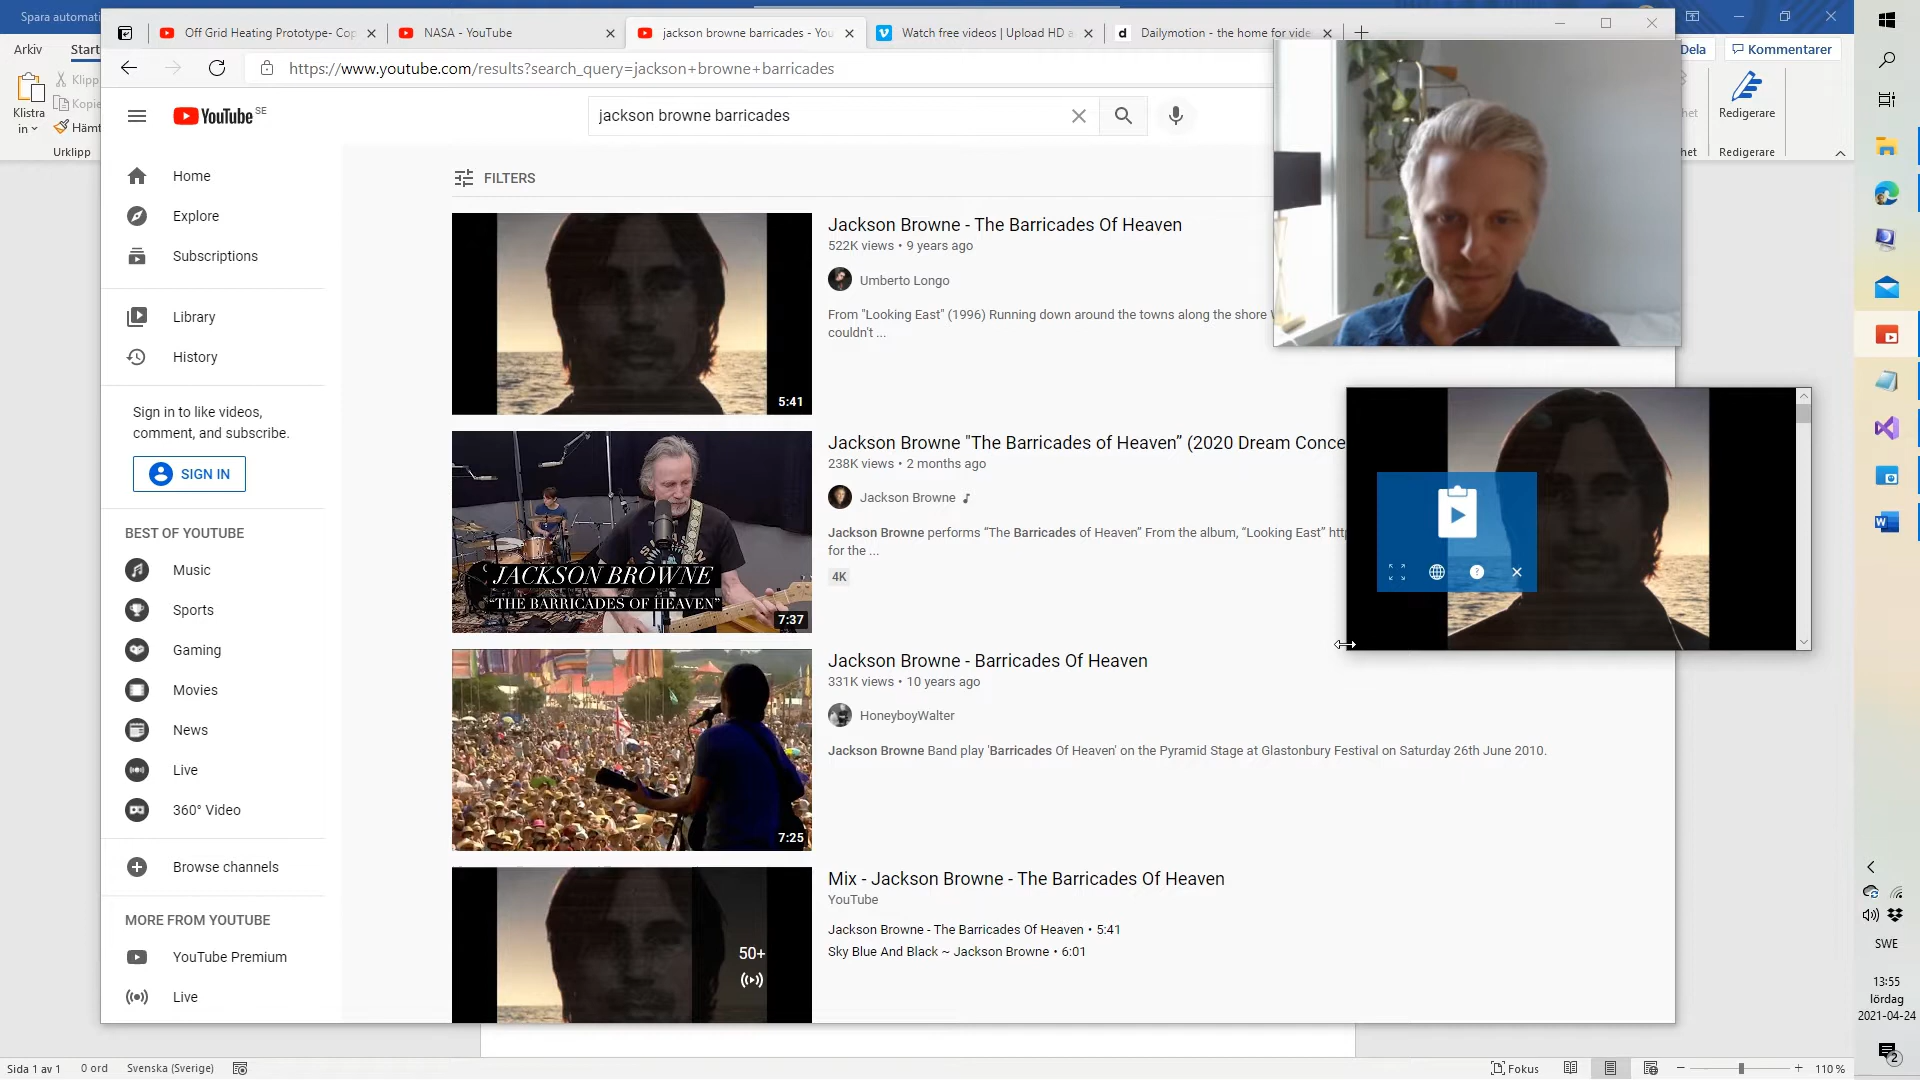 Spara automati
Off Grid Heating Prototype- Cop
NASA - YouTube
jackson browne barricades - You
Watch free videos | Upload HD a
Dailymotion - the home for vide
Arkiv
Start
Dela
Kommentarer
https://www.youtube.com/results?search_query=jackson+browne+barricades
Klipp
Kopie
Klistra
in
Hämt
Urklipp
Redigerare
het
Redigerare
YouTube SE
jackson browne barricades
Home
Explore
Subscriptions
Library
History
Sign in to like videos,
comment, and subscribe.
SIGN IN
BEST OF YOUTUBE
Music
Sports
Gaming
Movies
News
Live
360° Video
Browse channels
MORE FROM YOUTUBE
YouTube Premium
Live
FILTERS
5:41
Jackson Browne - The Barricades Of Heaven
522K views • 9 years ago
Umberto Longo
From "Looking East" (1996) Running down around the towns along the shore
couldn't ...
JACKSON BROWNE
"THE BARRICADES OF HEAVEN"
7:37
Jackson Browne "The Barricades of Heaven” (2020 Dream Conce
238K views • 2 months ago
Jackson Browne
Jackson Browne performs “The Barricades of Heaven” From the album, “Looking East” htt
for the ...
4K
7:25
Jackson Browne - Barricades Of Heaven
331K views • 10 years ago
HoneyboyWalter
Jackson Browne Band play 'Barricades Of Heaven' on the Pyramid Stage at Glastonbury Festival on Saturday 26th June 2010.
50+
Mix - Jackson Browne - The Barricades Of Heaven
YouTube
Jackson Browne - The Barricades Of Heaven • 5:41
Sky Blue And Black ~ Jackson Browne • 6:01
SWE
13:55
lördag
2021-04-24
2
Sida 1 av 1
0 ord
Svenska (Sverige)
Fokus
110 %